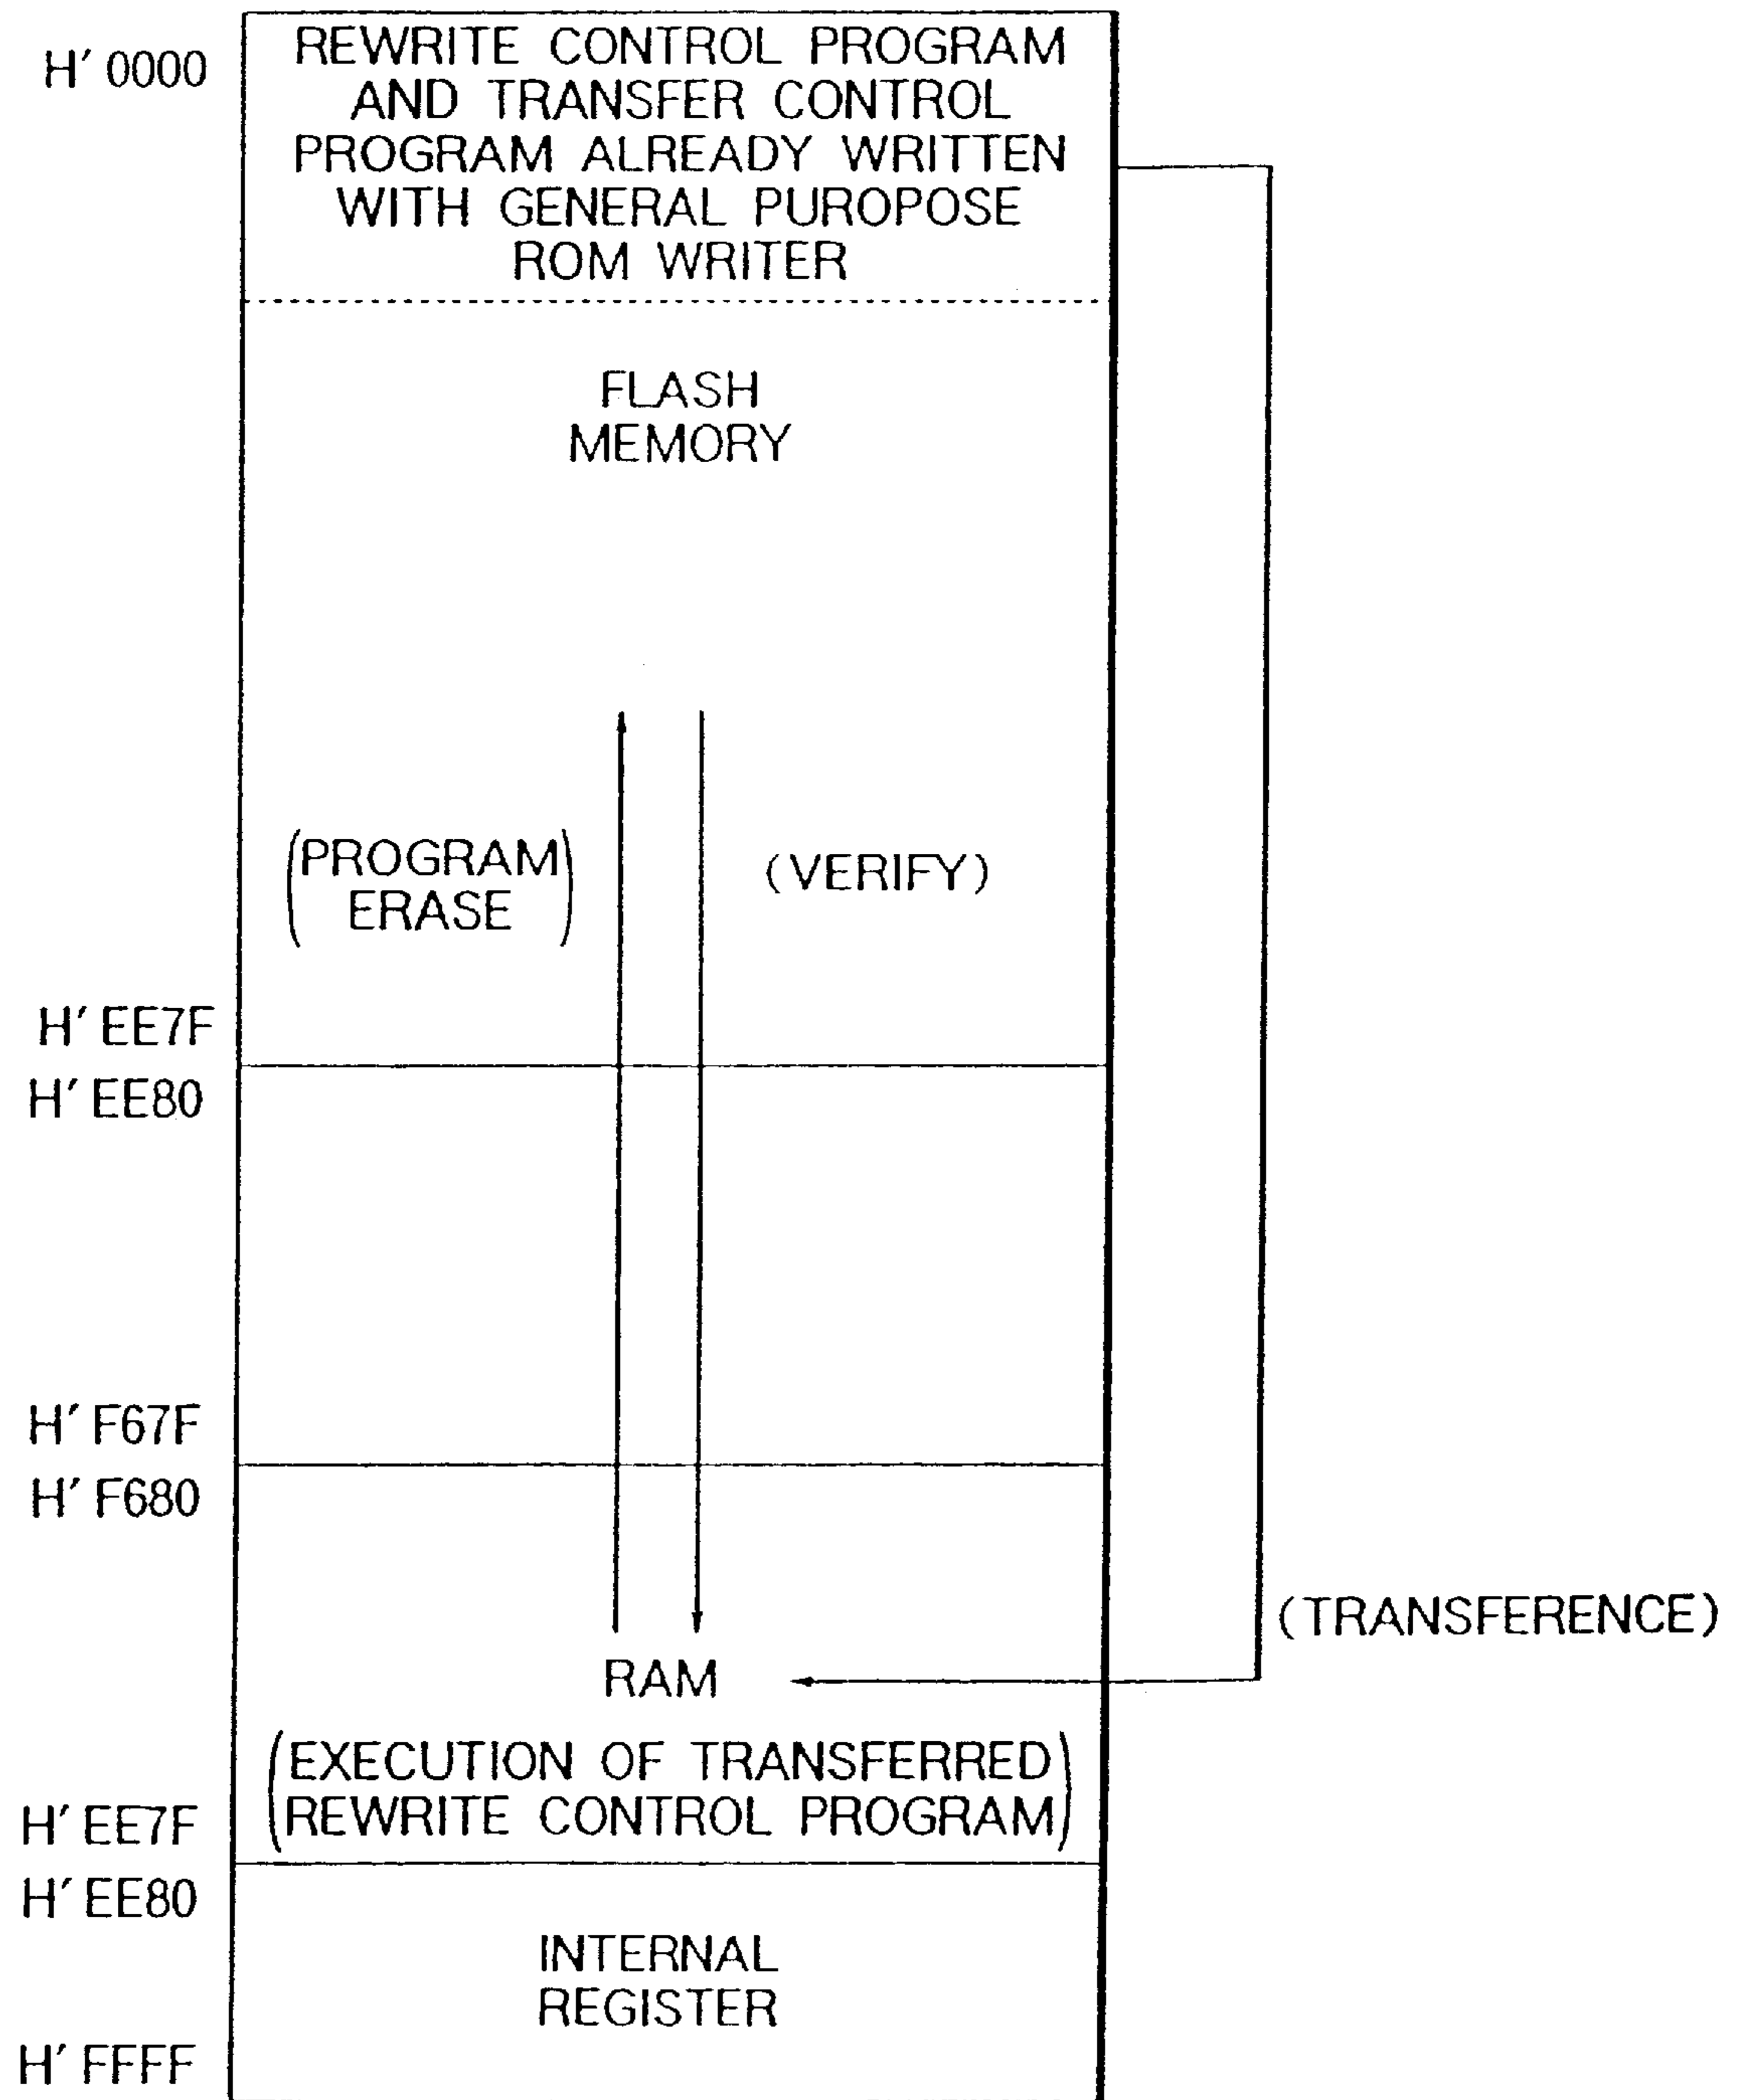 H' 0000
REWRITE CONTROL PROGRAM
AND TRANSFER CONTROL
PROGRAM ALREADY WRITTEN
WITH GENERAL PUROPOSE
ROM WRITER
FLASH
MEMORY
(PROGRAM
ERASE)
(VERIFY)
H' EE7F
H' EE80
H' F67F
H' F680
(TRANSFERENCE)
RAM
(EXECUTION OF TRANSFERRED
REWRITE CONTROL PROGRAM)
H' EE7F
H' EE80
INTERNAL
REGISTER
H' FFFF